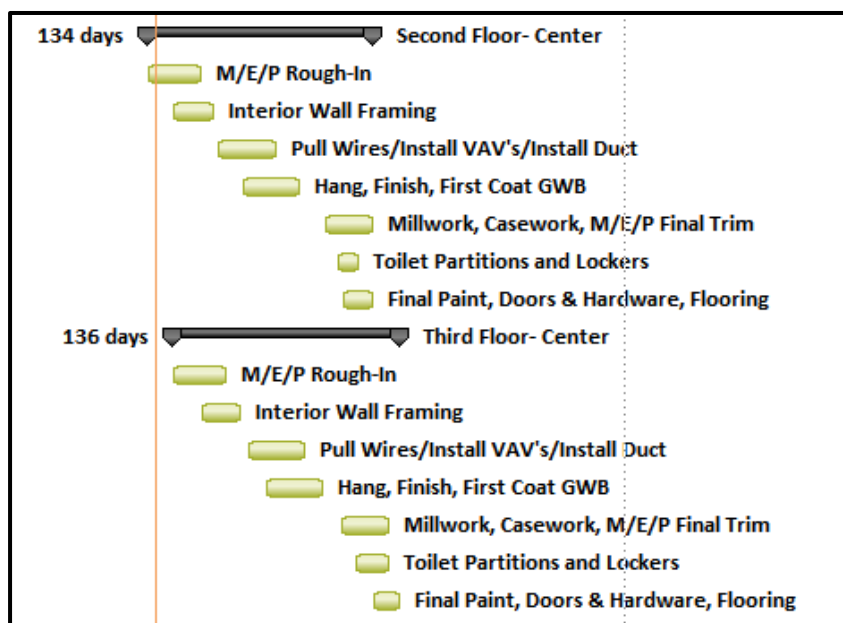 134 days Second Floor- Center
M/E/P Rough-In
Interior Wall Framing
Pull Wires/Install VAV's/Install Duct
Hang, Finish, First Coat GWB
Millwork, Casework, M/E/P Final Trim
Toilet Partitions and Lockers
Final Paint, Doors & Hardware, Flooring
136 days Third Floor- Center
M/E/P Rough-In
Interior Wall Framing
Pull Wires/Install VAV's/Install Duct
Hang, Finish, First Coat GWB
Millwork, Casework, M/E/P Final Trim
Toilet Partitions and Lockers
Final Paint, Doors & Hardware, Flooring